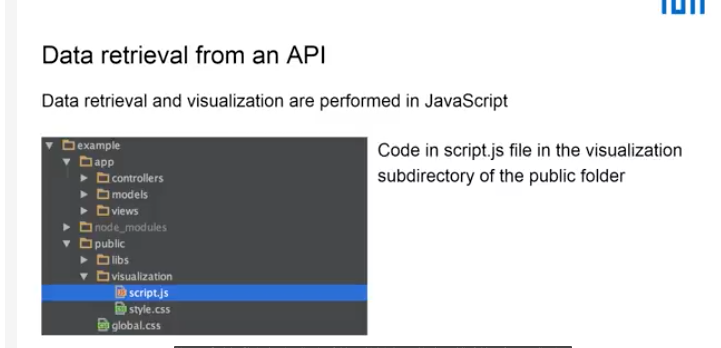 Data retrieval from an API
Data retrieval and visualization are performed in JavaScript
example
app
controllers
models
views
node_modules
public
libs
visualization
script.js
style.css
global.css
Code in script.js file in the visualization
subdirectory of the public folder